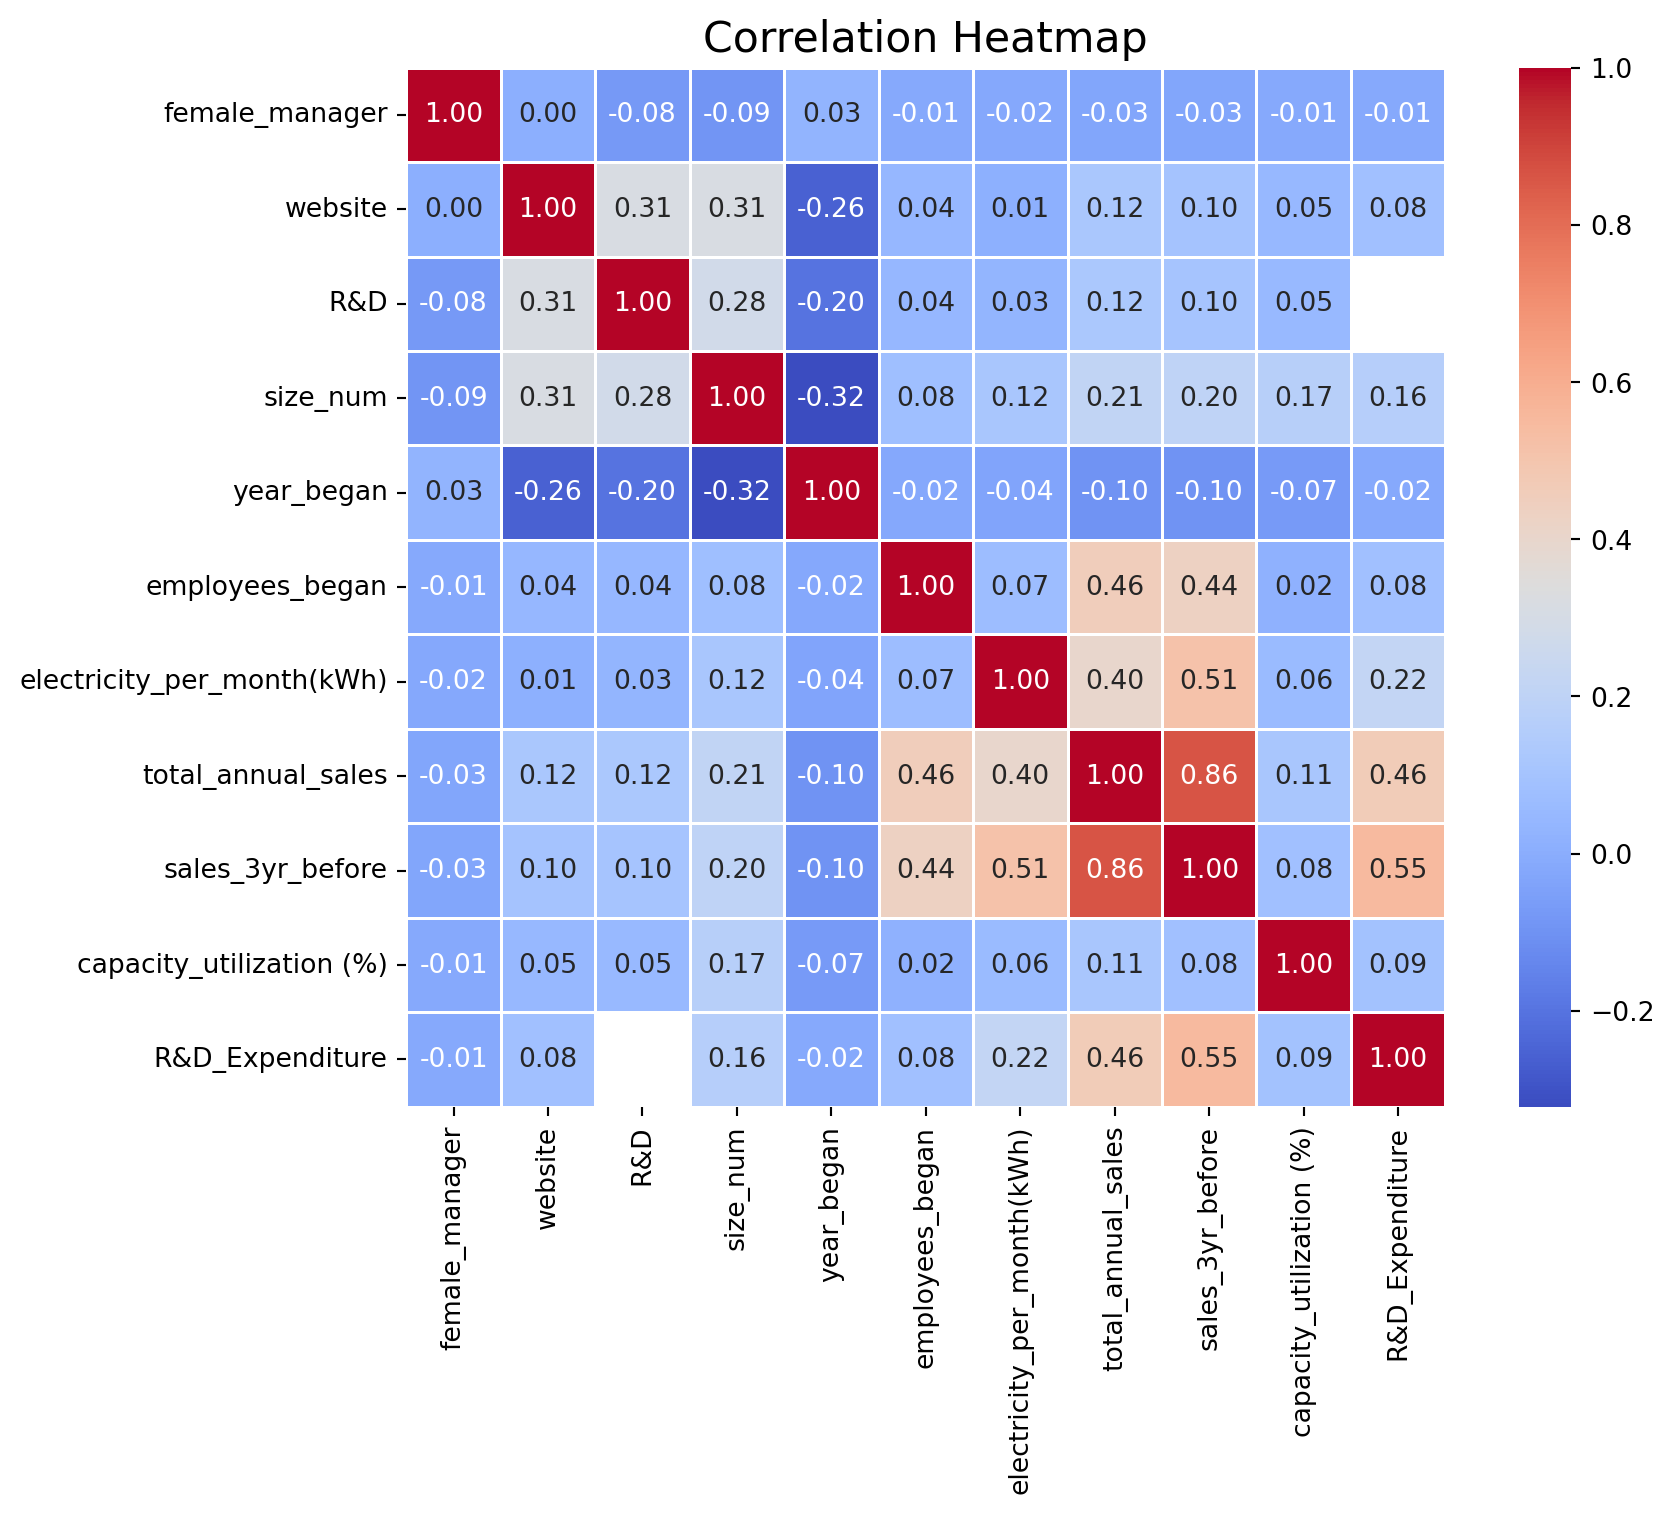 Correlation Heatmap
female_manager 1.00 0.00 -0.08 -0.09 0.03 -0.01 -0.02 -0.03 -0.03 -0.01 -0.01
website 0.00 1.00 0.31 0.31 -0.26 0.04 0.01 0.12 0.10 0.05 0.08
R&D -0.08 0.31 1.00 0.28 -0.20 0.04 0.03 0.12 0.10 0.05
size_num -0.09 0.31 0.28 1.00 -0.32 0.08 0.12 0.21 0.20 0.17 0.16
year_began 0.03 -0.26 -0.20 -0.32 1.00 -0.02 -0.04 -0.10 -0.10 -0.07 -0.02
employees_began -0.01 0.04 0.04 0.08 -0.02 1.00 0.07 0.46 0.44 0.02 0.08
electricity_per_month(kWh) -0.02 0.01 0.03 0.12 -0.04 0.07 1.00 0.40 0.51 0.06 0.22
total_annual_sales -0.03 0.12 0.12 0.21 -0.10 0.46 0.40 1.00 0.86 0.11 0.46
sales_3yr_before -0.03 0.10 0.10 0.20 -0.10 0.44 0.51 0.86 1.00 0.08 0.55
capacity_utilization (%) -0.01 0.05 0.05 0.17 -0.07 0.02 0.06 0.11 0.08 1.00 0.09
R&D_Expenditure -0.01 0.08 0.16 -0.02 0.08 0.22 0.46 0.55 0.09 1.00
female_manager
website
R&D
size_num
year_began
employees_began
electricity_per_month(kWh)
total_annual_sales
sales_3yr_before
capacity_utilization (%)
R&D_Expenditure
1.0
0.8
0.6
0.4
0.2
0.0
−0.2